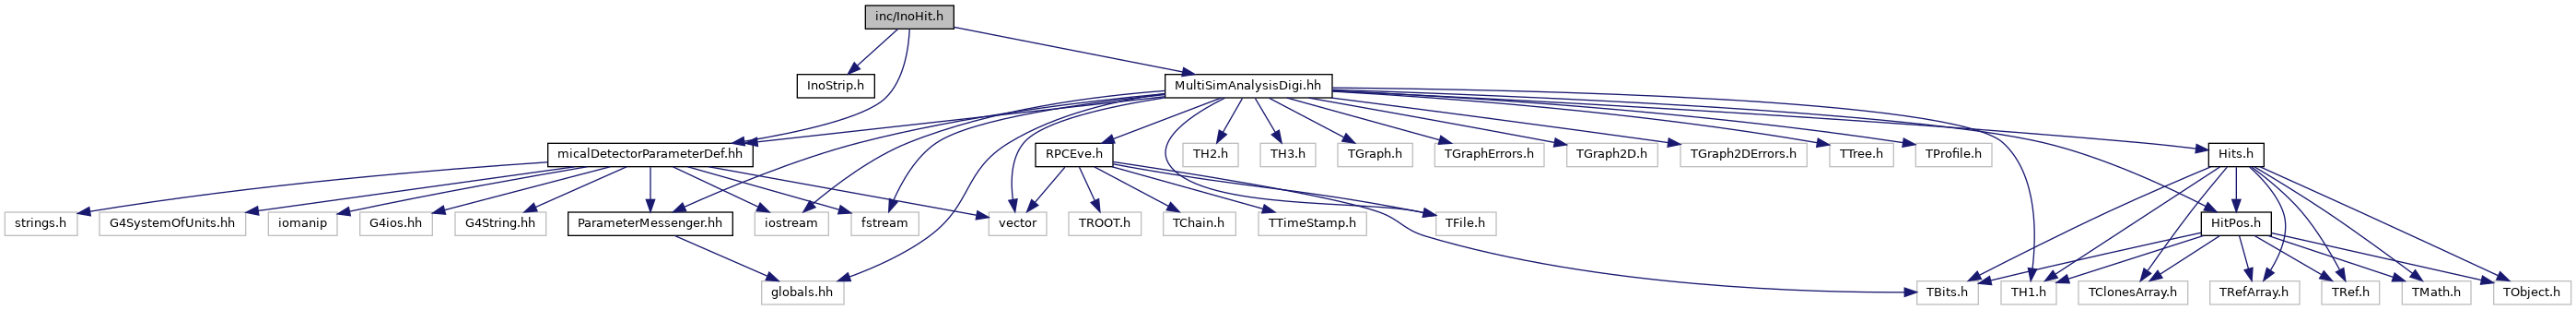 inc/InoHit.h
InoStrip.h
MultiSimAnalysisDigi.hh
micalDetectorParameterDef.hh
RPCEve.h
TH2.h
TH3.h
TGraph.h
TGraphErrors.h
TGraph2D.h
TGraph2DErrors.h
TTree.h
TProfile.h
Hits.h
strings.h
G4SystemOfUnits.hh
iomanip
G4ios.hh
G4String.hh
ParameterMessenger.hh
iostream
fstream
vector
TROOT.h
TChain.h
TTimeStamp.h
TFile.h
HitPos.h
globals.hh
TBits.h
TH1.h
TClonesArray.h
TRefArray.h
TRef.h
TMath.h
TObject.h